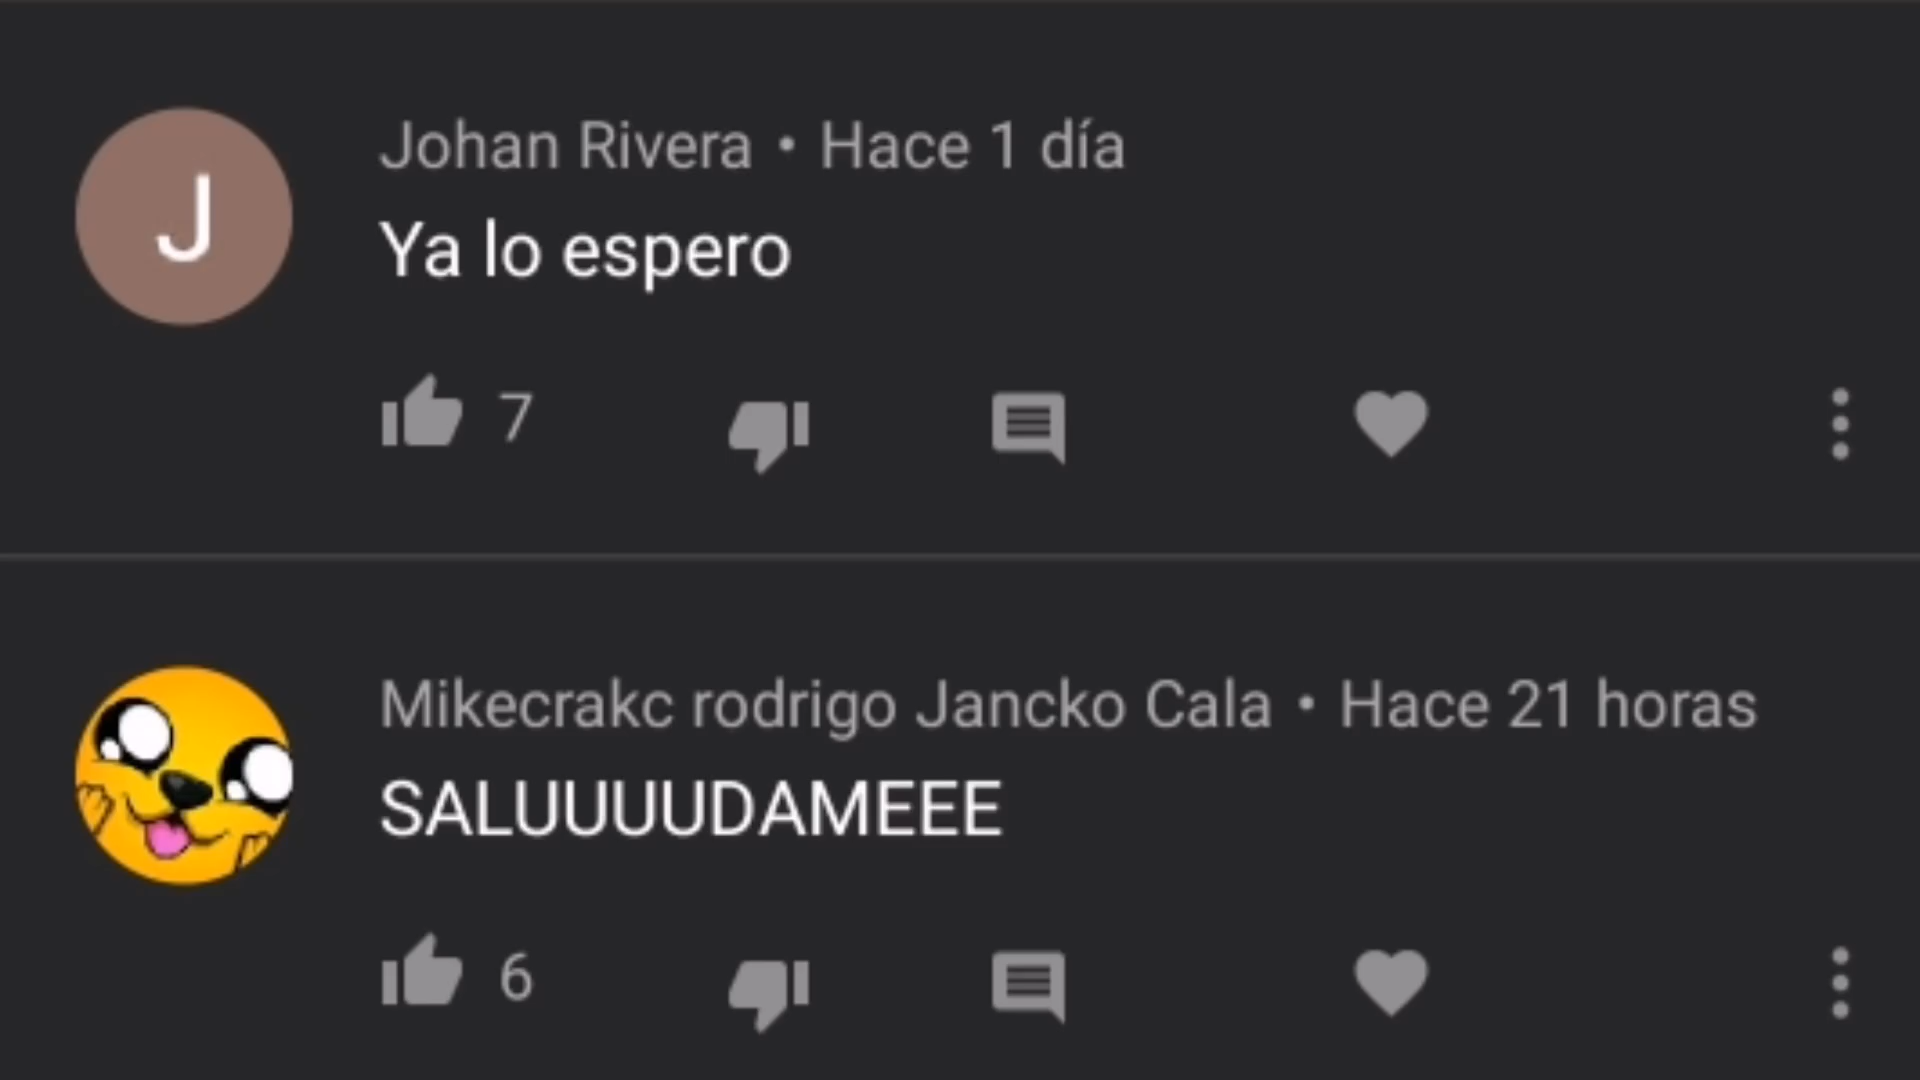 J
Johan Rivera • Hace 1 día
Ya lo espero
7
Mikecrakc rodrigo Jancko Cala • Hace 21 horas
SALUUUUDAMEEE
6